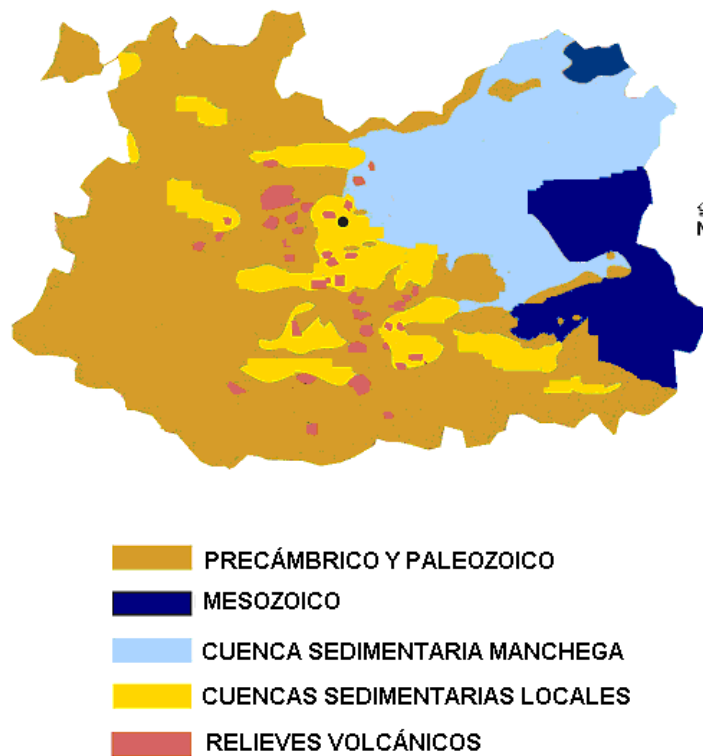 N
PRECÁMBRICO Y PALEOZOICO
MESOZOICO
CUENCA SEDIMENTARIA MANCHEGA
CUENCAS SEDIMENTARIAS LOCALES
RELIEVES VOLCÁNICOS